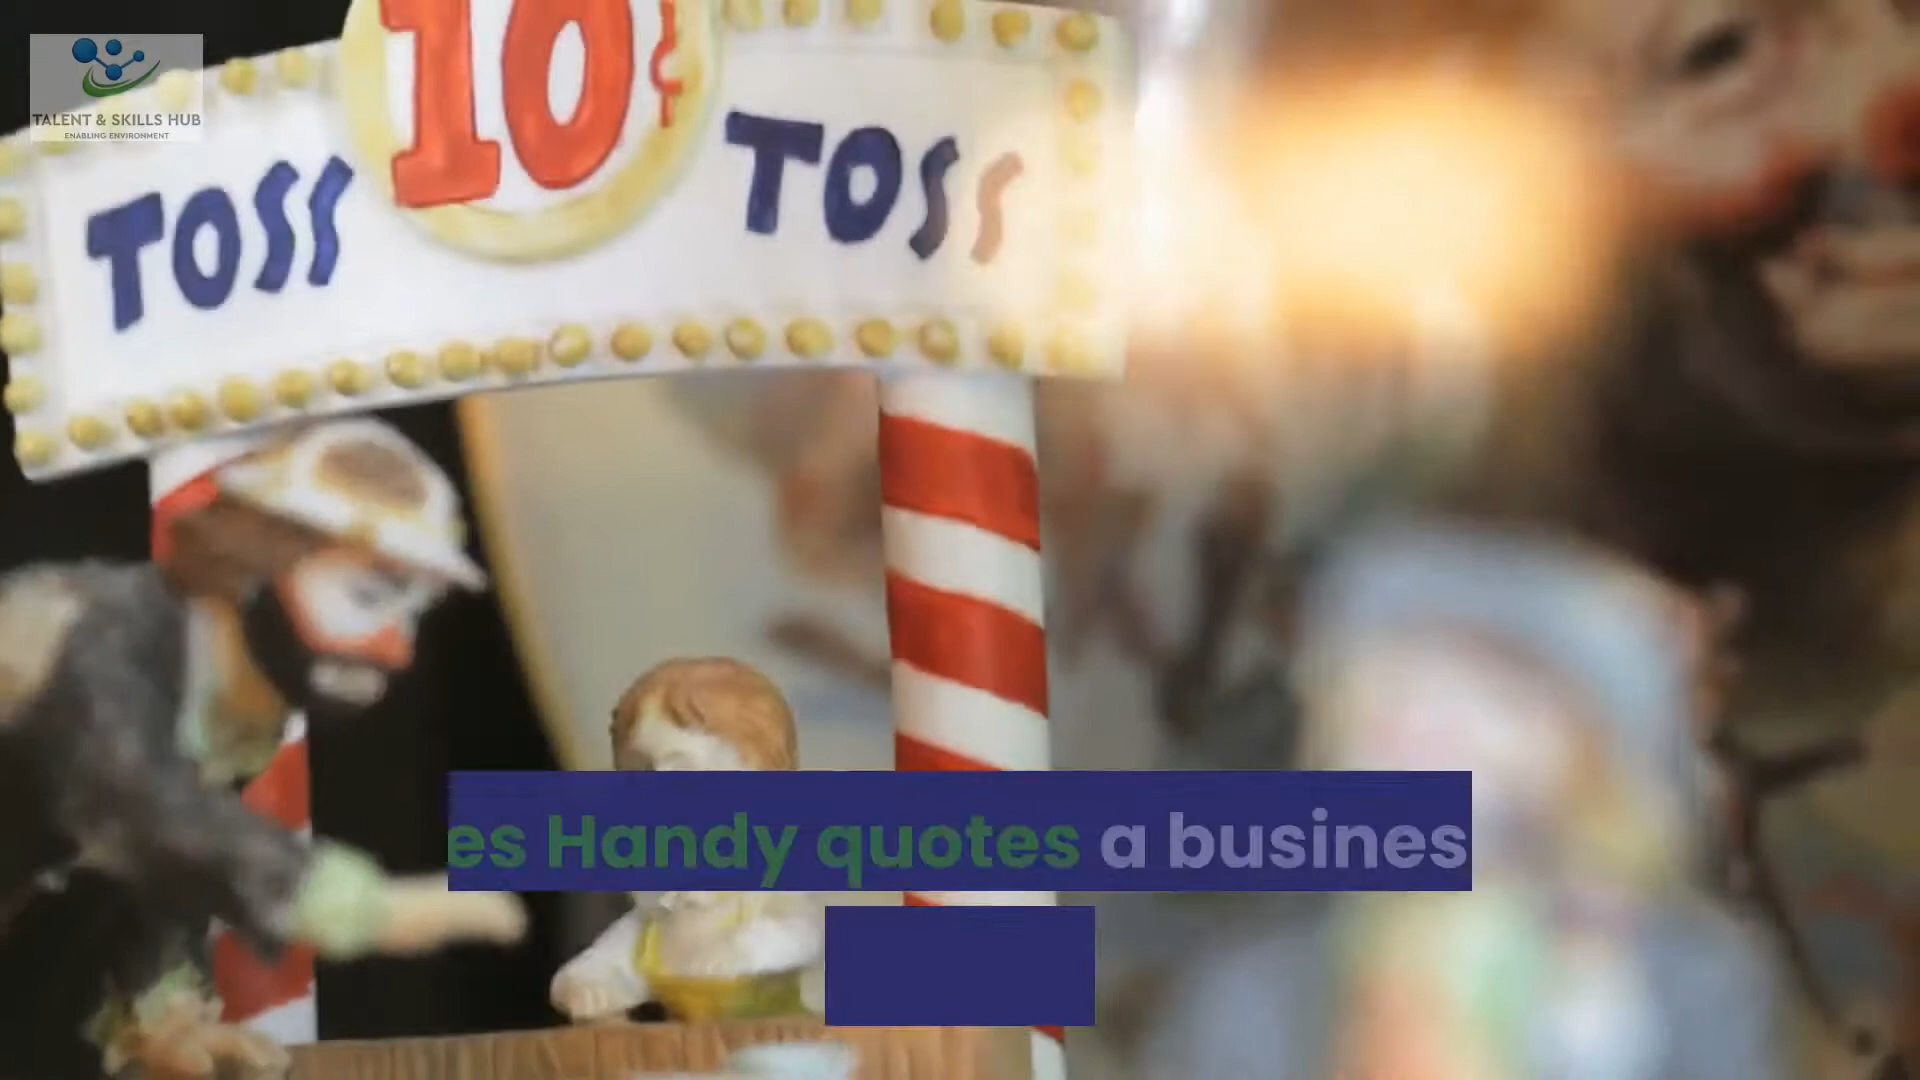 TALENT & SKILLS HUB
ENABLING ENVIRONMENT
10¢
TOSS TOSS
es Handy quotes a busines